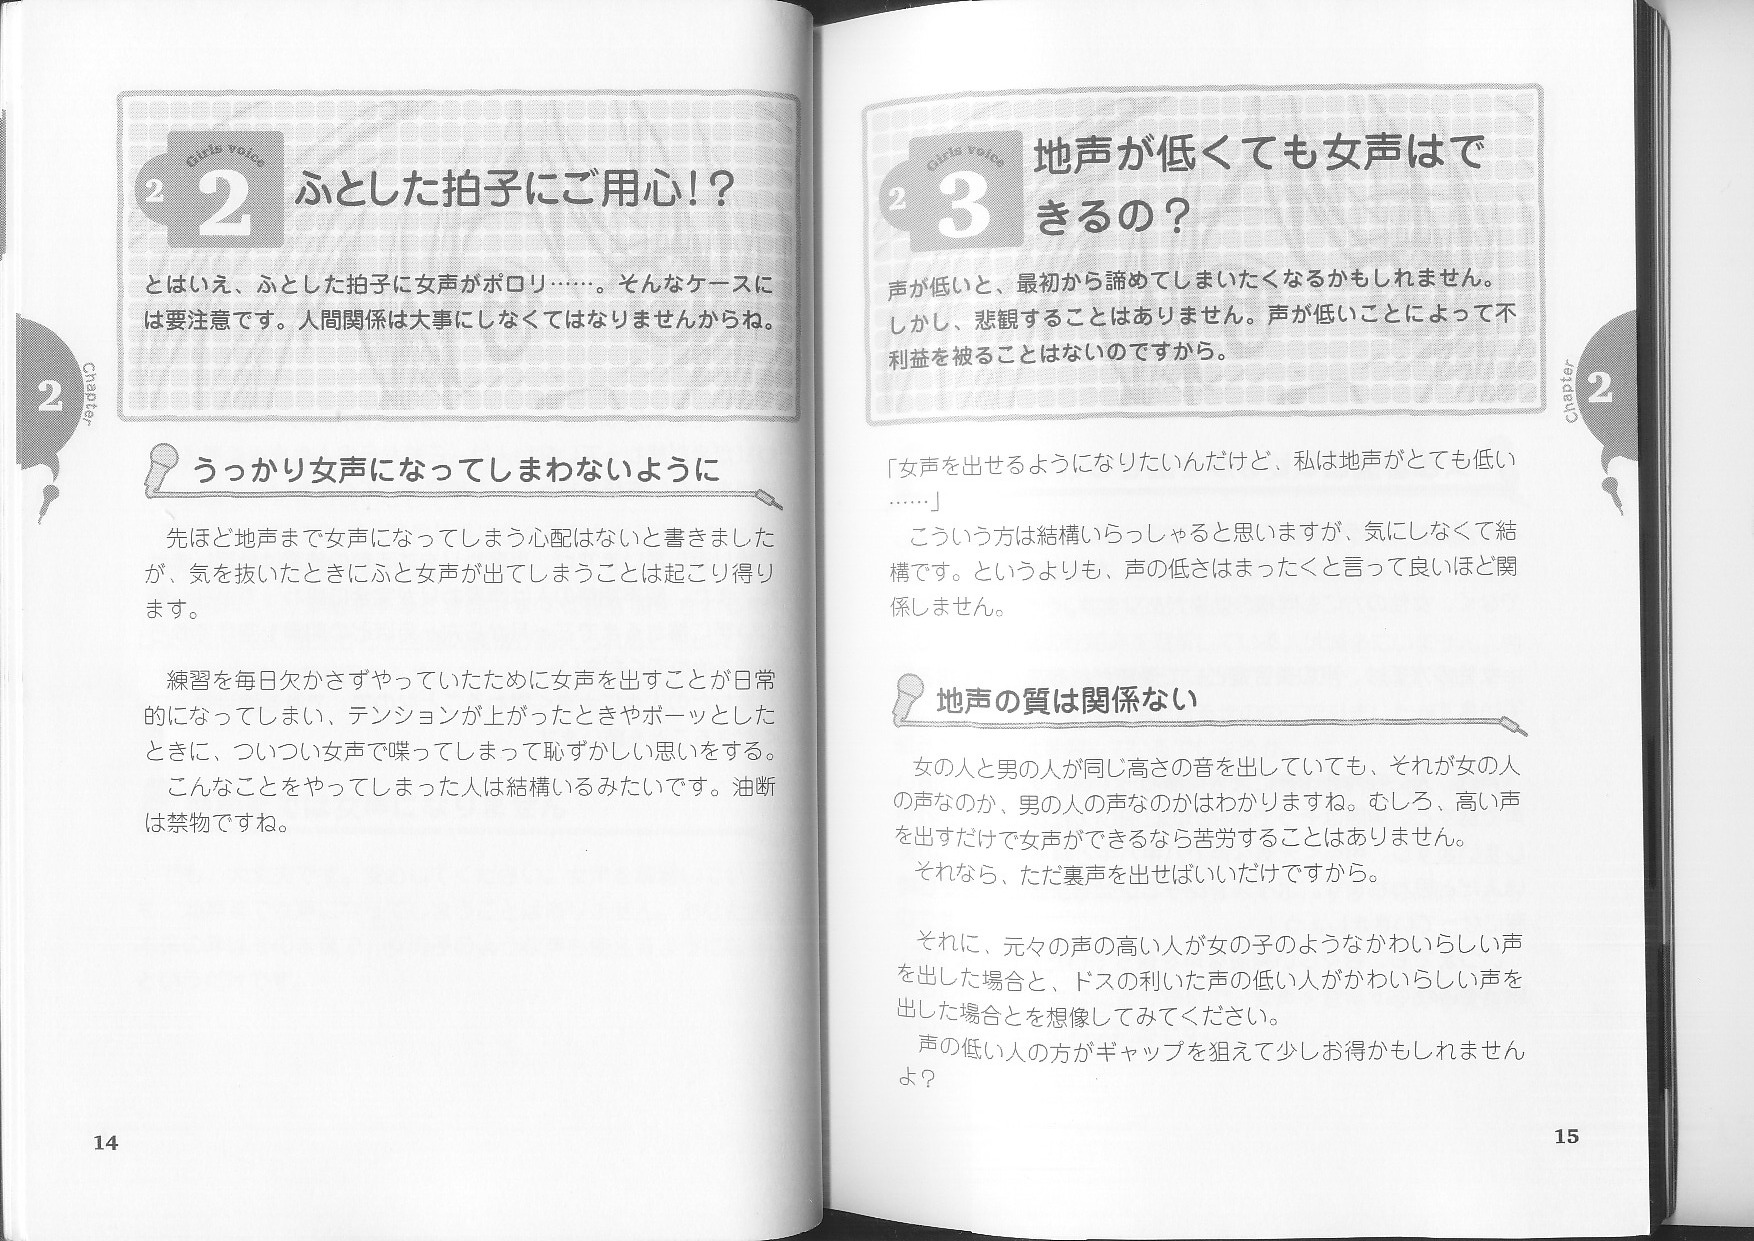 Girls voice
2 2
ふとした拍子にご用心！？
とはいえ、ふとした拍子に女声がポロリ……。そんなケースに
は要注意です。人間関係は大事にしなくてはなりませんからね。
2
Chapter
うっかり女声になってしまわないように
先ほど地声まで女声になってしまう心配はないと書きました
が、気を抜いたときにふと女声が出てしまうことは起こり得り
ます。
練習を毎日欠かさずやっていたために女声を出すことが日常
的になってしまい、テンションが上がったときやボーッとした
ときに、ついつい女声で喋ってしまって恥ずかしい思いをする。
こんなことをやってしまった人は結構いるみたいです。油断
は禁物ですね。
14
Girls voice
2 3
地声が低くても女声はで
きるの？
声が低いと、最初から諦めてしまいたくなるかもしれません。
しかし、悲観することはありません。声が低いことによって不
利益を被ることはないのですから。
Chapter
2
「女声を出せるようになりたいんだけど、私は地声がとても低い
……」
こういう方は結構いらっしゃると思いますが、気にしなくて結
構です。というよりも、声の低さはまったくと言って良いほど関
係しません。
地声の質は関係ない
女の人と男の人が同じ高さの音を出していても、それが女の人
の声なのか、男の人の声なのかはわかりますね。むしろ、高い声
を出すだけで女声ができるなら苦労することはありません。
それなら、ただ裏声を出せばいいだけですから。
それに、元々の声の高い人が女の子のようなかわいらしい声
を出した場合と、ドスの利いた声の低い人がかわいらしい声を
出した場合とを想像してみてください。
声の低い人の方がギャップを狙えて少しお得かもしれません
よ？
15